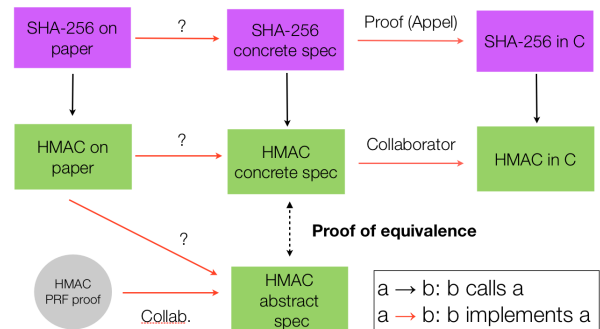 SHA-256 on
paper
?
SHA-256
concrete spec
Proof (Appel)
SHA-256 in C
HMAC on
paper
?
HMAC
concrete spec
Collaborator
HMAC in C
?
Proof of equivalence
HMAC
PRF proof
Collab.
HMAC
abstract
spec
a → b: b calls a
a → b: b implements a